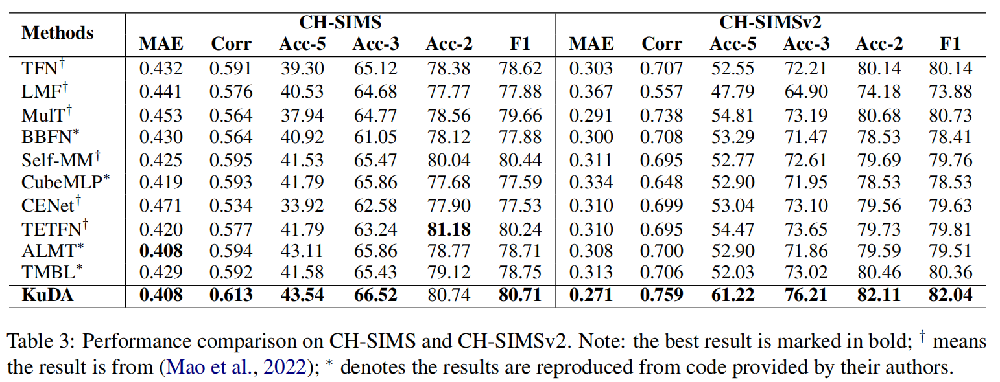 CH-SIMS CH-SIMSv2
Methods MAE Corr Acc-5 Acc-3 Acc-2 F1 MAE Corr Acc-5 Acc-3 Acc-2 F1
TFN† 0.432 0.591 39.30 65.12 78.38 78.62 0.303 0.707 52.55 72.21 80.14 80.14
LMF† 0.441 0.576 40.53 64.68 77.77 77.88 0.367 0.557 47.79 64.90 74.18 73.88
MulT† 0.453 0.564 37.94 64.77 78.56 79.66 0.291 0.738 54.81 73.19 80.68 80.73
BBFN* 0.430 0.564 40.92 61.05 78.12 77.88 0.300 0.708 53.29 71.47 78.53 78.41
Self-MM† 0.425 0.595 41.53 65.47 80.04 80.44 0.311 0.695 52.77 72.61 79.69 79.76
CubeMLP* 0.419 0.593 41.79 65.86 77.68 77.59 0.334 0.648 52.90 71.95 78.53 78.53
CENet† 0.471 0.534 33.92 62.58 77.90 77.53 0.310 0.699 53.04 73.10 79.56 79.63
TETFN† 0.420 0.577 41.79 63.24 81.18 80.24 0.310 0.695 54.47 73.65 79.73 79.81
ALMT* 0.408 0.594 43.11 65.86 78.77 78.71 0.308 0.700 52.90 71.86 79.59 79.51
TMBL* 0.429 0.592 41.58 65.43 79.12 78.75 0.313 0.706 52.03 73.02 80.46 80.36
KuDA 0.408 0.613 43.54 66.52 80.74 80.71 0.271 0.759 61.22 76.21 82.11 82.04
Table 3: Performance comparison on CH-SIMS and CH-SIMSv2. Note: the best result is marked in bold; † means
the result is from (Mao et al., 2022); * denotes the results are reproduced from code provided by their authors.